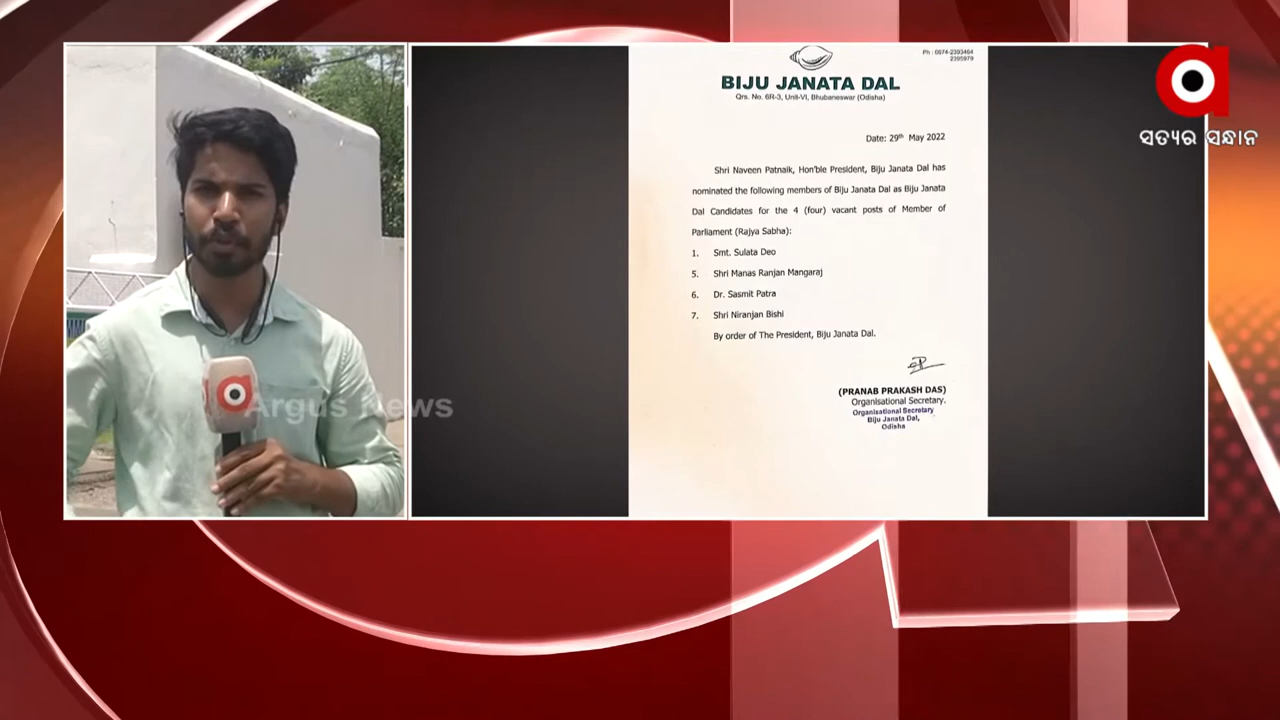 BIJU JANATA DAL
Qrs. No. 6R-3, Unit-VI, Bhubaneswar (Odisha)
Ph : 0674-2393464
2395979
Date: 29th May 2022
Shri Naveen Patnaik, Hon'ble President, Biju Janata Dal has
nominated the following members of Biju Janata Dal as Biju Janata
Dal Candidates for the 4 (four) vacant posts of Member of
Parliament (Rajya Sabha):
1. Smt. Sulata Deo
5. Shri Manas Ranjan Mangaraj
6. Dr. Sasmit Patra
7. Shri Niranjan Bishi
By order of The President, Biju Janata Dal.
(PRANAB PRAKASH DAS)
Organisational Secretary.
Organisational Secretary
Biju Janata Dal,
Odisha
ସତ୍ୟର ସନ୍ଧାନ
Argus News